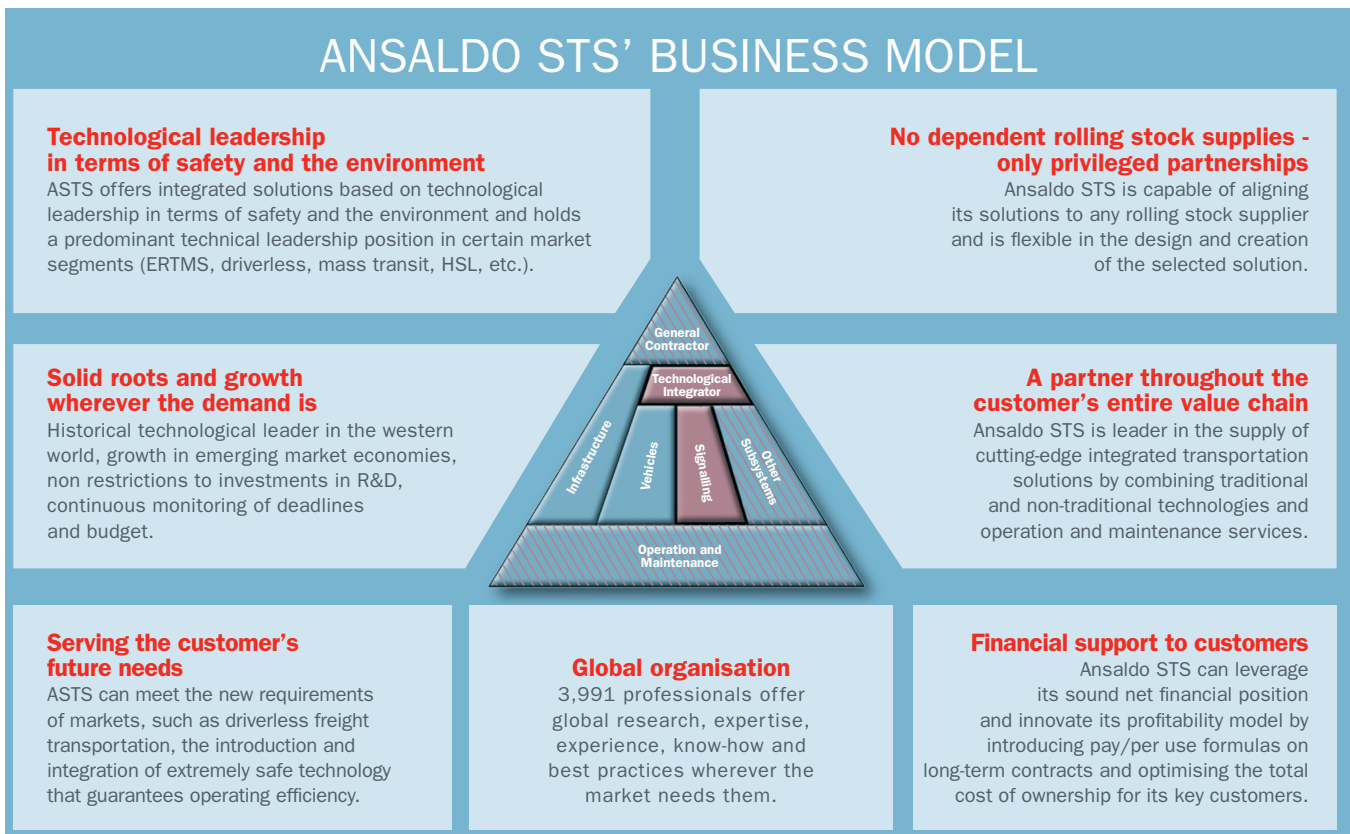 ANSALDO STS' BUSINESS MODEL
Technological leadership
in terms of safety and the environment
ASTS offers integrated solutions based on technological
leadership in terms of safety and the environment and holds
a predominant technical leadership position in certain market
segments (ERTMS, driverless, mass transit, HSL, etc.).
No dependent rolling stock supplies -
only privileged partnerships
Ansaldo STS is capable of aligning
its solutions to any rolling stock supplier
and is flexible in the design and creation
of the selected solution.
Solid roots and growth
wherever the demand is
Historical technological leader in the western
world, growth in emerging market economies,
non restrictions to investments in R&D,
continuous monitoring of deadlines
and budget.
General
Contractor
Technological
Integrator
Infrastructure
Vehicles
Signalling
Other
Subsystems
Operation and
Maintenance
A partner throughout the
customer's entire value chain
Ansaldo STS is leader in the supply of
cutting-edge integrated transportation
solutions by combining traditional
and non-traditional technologies and
operation and maintenance services.
Serving the customer's
future needs
ASTS can meet the new requirements
of markets, such as driverless freight
transportation, the introduction and
integration of extremely safe technology
that guarantees operating efficiency.
Global organisation
3,991 professionals offer
global research, expertise,
experience, know-how and
best practices wherever the
market needs them.
Financial support to customers
Ansaldo STS can leverage
its sound net financial position
and innovate its profitability model by
introducing pay/per use formulas on
long-term contracts and optimising the total
cost of ownership for its key customers.